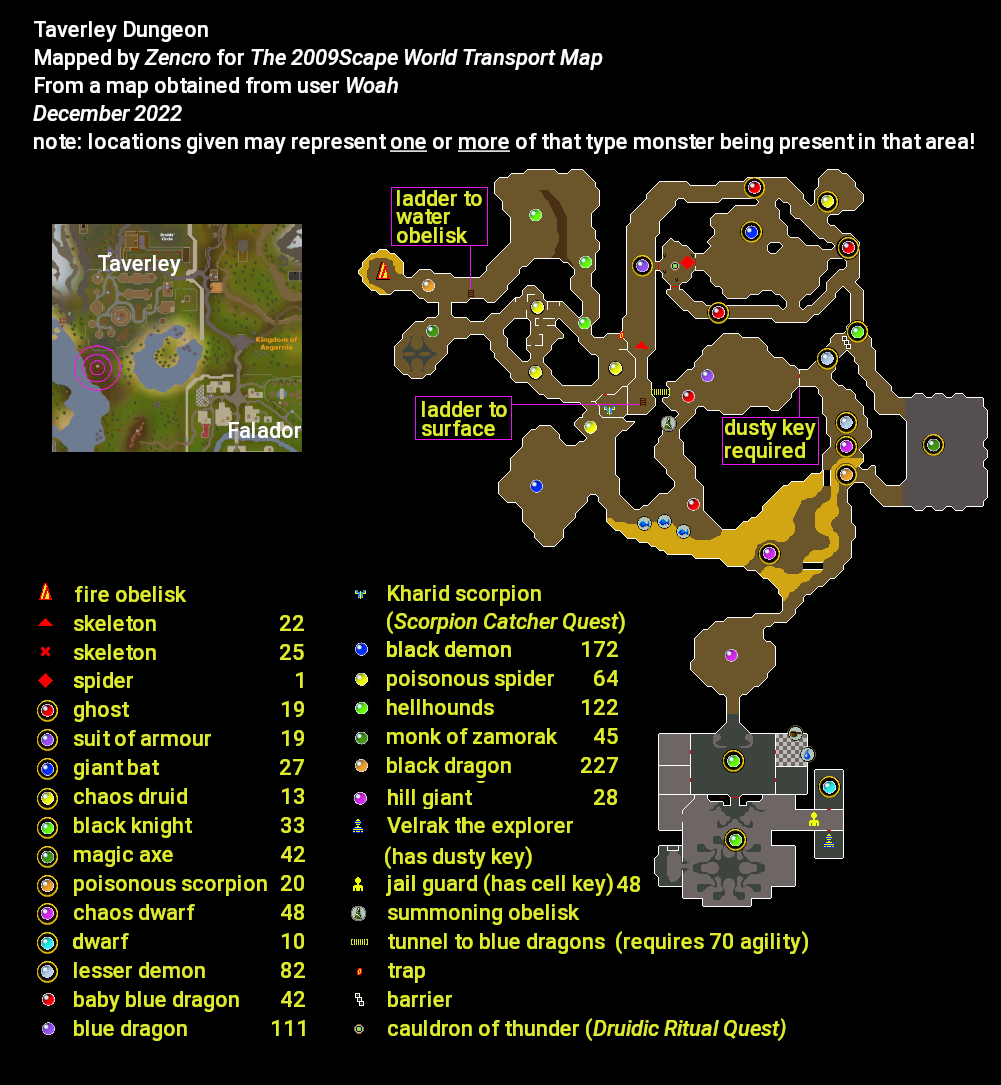 Taverley Dungeon
Mapped by Zencro for The 2009Scape World Transport Map
From a map obtained from user Woah
December 2022
note: locations given may represent one or more of that type monster being present in that area!
ladder to
water
obelisk
Taverley
Kingdom of
Asgarnia
Falador
ladder to
surface
dusty key
required
fire obelisk
skeleton 22
skeleton 25
spider 1
ghost 19
suit of armour 19
giant bat 27
chaos druid 13
black knight 33
magic axe 42
poisonous scorpion 20
chaos dwarf 48
dwarf 10
lesser demon 82
baby blue dragon 42
blue dragon 111
Kharid scorpion
(Scorpion Catcher Quest)
black demon 172
poisonous spider 64
hellhounds 122
monk of zamorak 45
black dragon 227
hill giant 28
Velrak the explorer
(has dusty key)
jail guard (has cell key) 48
summoning obelisk
tunnel to blue dragons (requires 70 agility)
trap
barrier
cauldron of thunder (Druidic Ritual Quest)